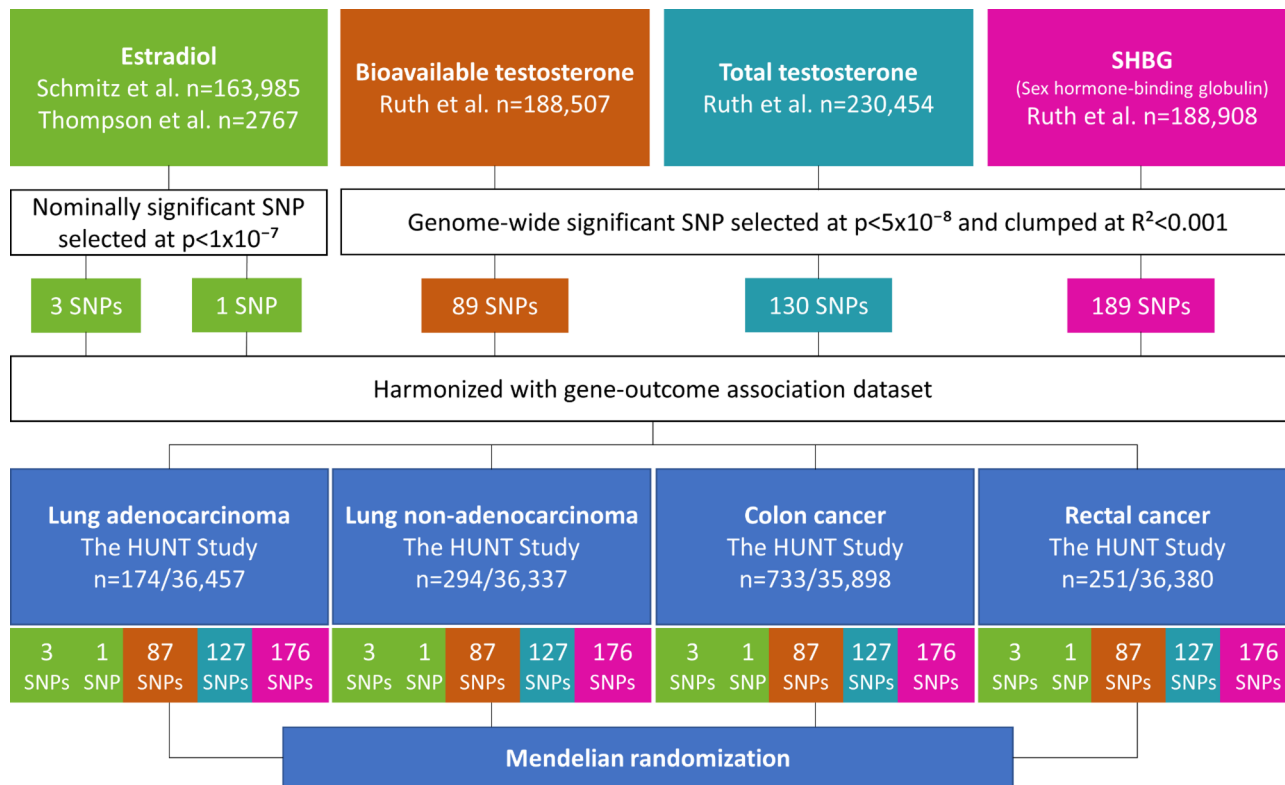 Estradiol
Schmitz et al. n=163,985
Thompson et al. n=2767
Bioavailable testosterone
Ruth et al. n=188,507
Total testosterone
Ruth et al. n=230,454
SHBG
(Sex hormone-binding globulin)
Ruth et al. n=188,908
Nominally significant SNP
selected at p<1x10⁻⁷
Genome-wide significant SNP selected at p<5x10⁻⁸ and clumped at R²<0.001
3 SNPs
1 SNP
89 SNPs
130 SNPs
189 SNPs
Harmonized with gene-outcome association dataset
Lung adenocarcinoma
The HUNT Study
n=174/36,457
Lung non-adenocarcinoma
The HUNT Study
n=294/36,337
Colon cancer
The HUNT Study
n=733/35,898
Rectal cancer
The HUNT Study
n=251/36,380
3
SNPs
1
SNP
87
SNPs
127
SNPs
176
SNPs
3
SNPs
1
SNP
87
SNPs
127
SNPs
176
SNPs
3
SNPs
1
SNP
87
SNPs
127
SNPs
176
SNPs
3
SNPs
1
SNP
87
SNPs
127
SNPs
176
SNPs
Mendelian randomization